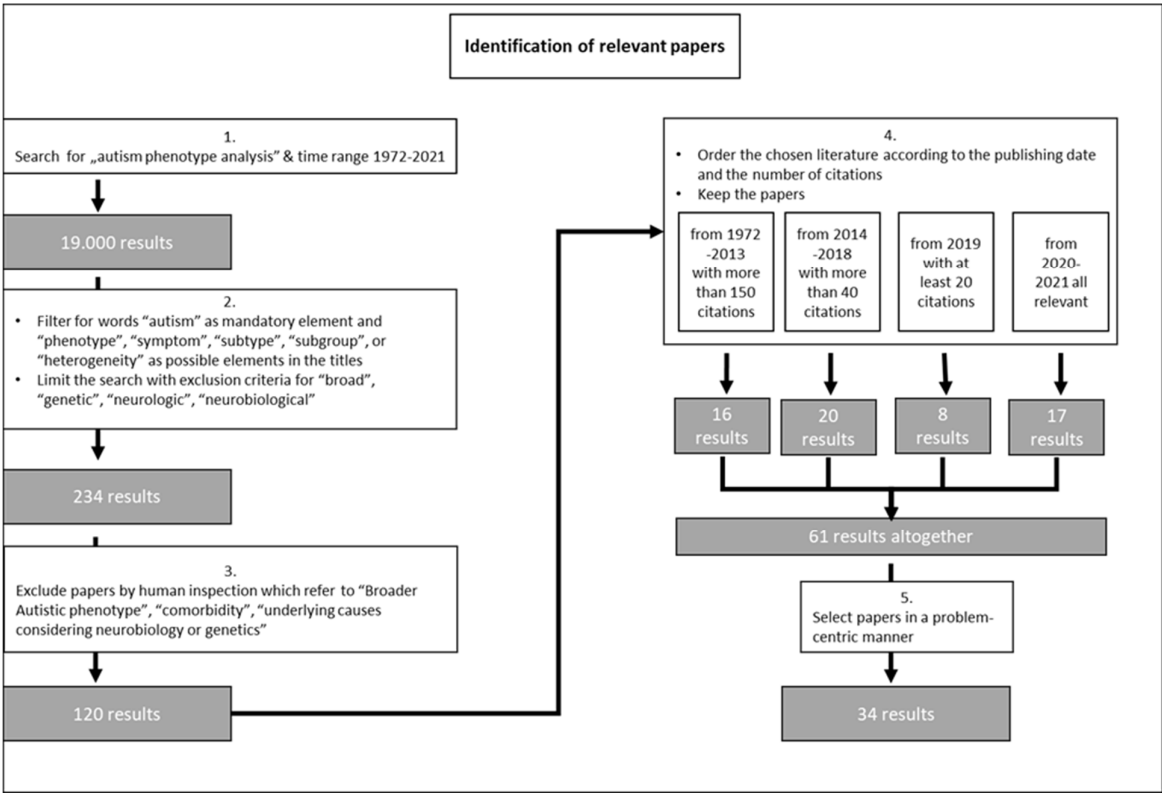 Identification of relevant papers
1.
Search for „autism phenotype analysis” & time range 1972-2021
19.000 results
2.
• Filter for words “autism” as mandatory element and
“phenotype”, “symptom”, “subtype”, “subgroup”, or
“heterogeneity” as possible elements in the titles
• Limit the search with exclusion criteria for “broad”,
“genetic”, “neurologic”, “neurobiological”
234 results
3.
Exclude papers by human inspection which refer to “Broader
Autistic phenotype”, “comorbidity”, “underlying causes
considering neurobiology or genetics”
120 results
4.
• Order the chosen literature according to the publishing date
and the number of citations
• Keep the papers
from 1972
-2013
with more
than 150
citations
from 2014
-2018
with more
than 40
citations
from 2019
with at
least 20
citations
from
2020-
2021 all
relevant
16
results
20
results
8
results
17
results
61 results altogether
5.
Select papers in a problem-
centric manner
34 results